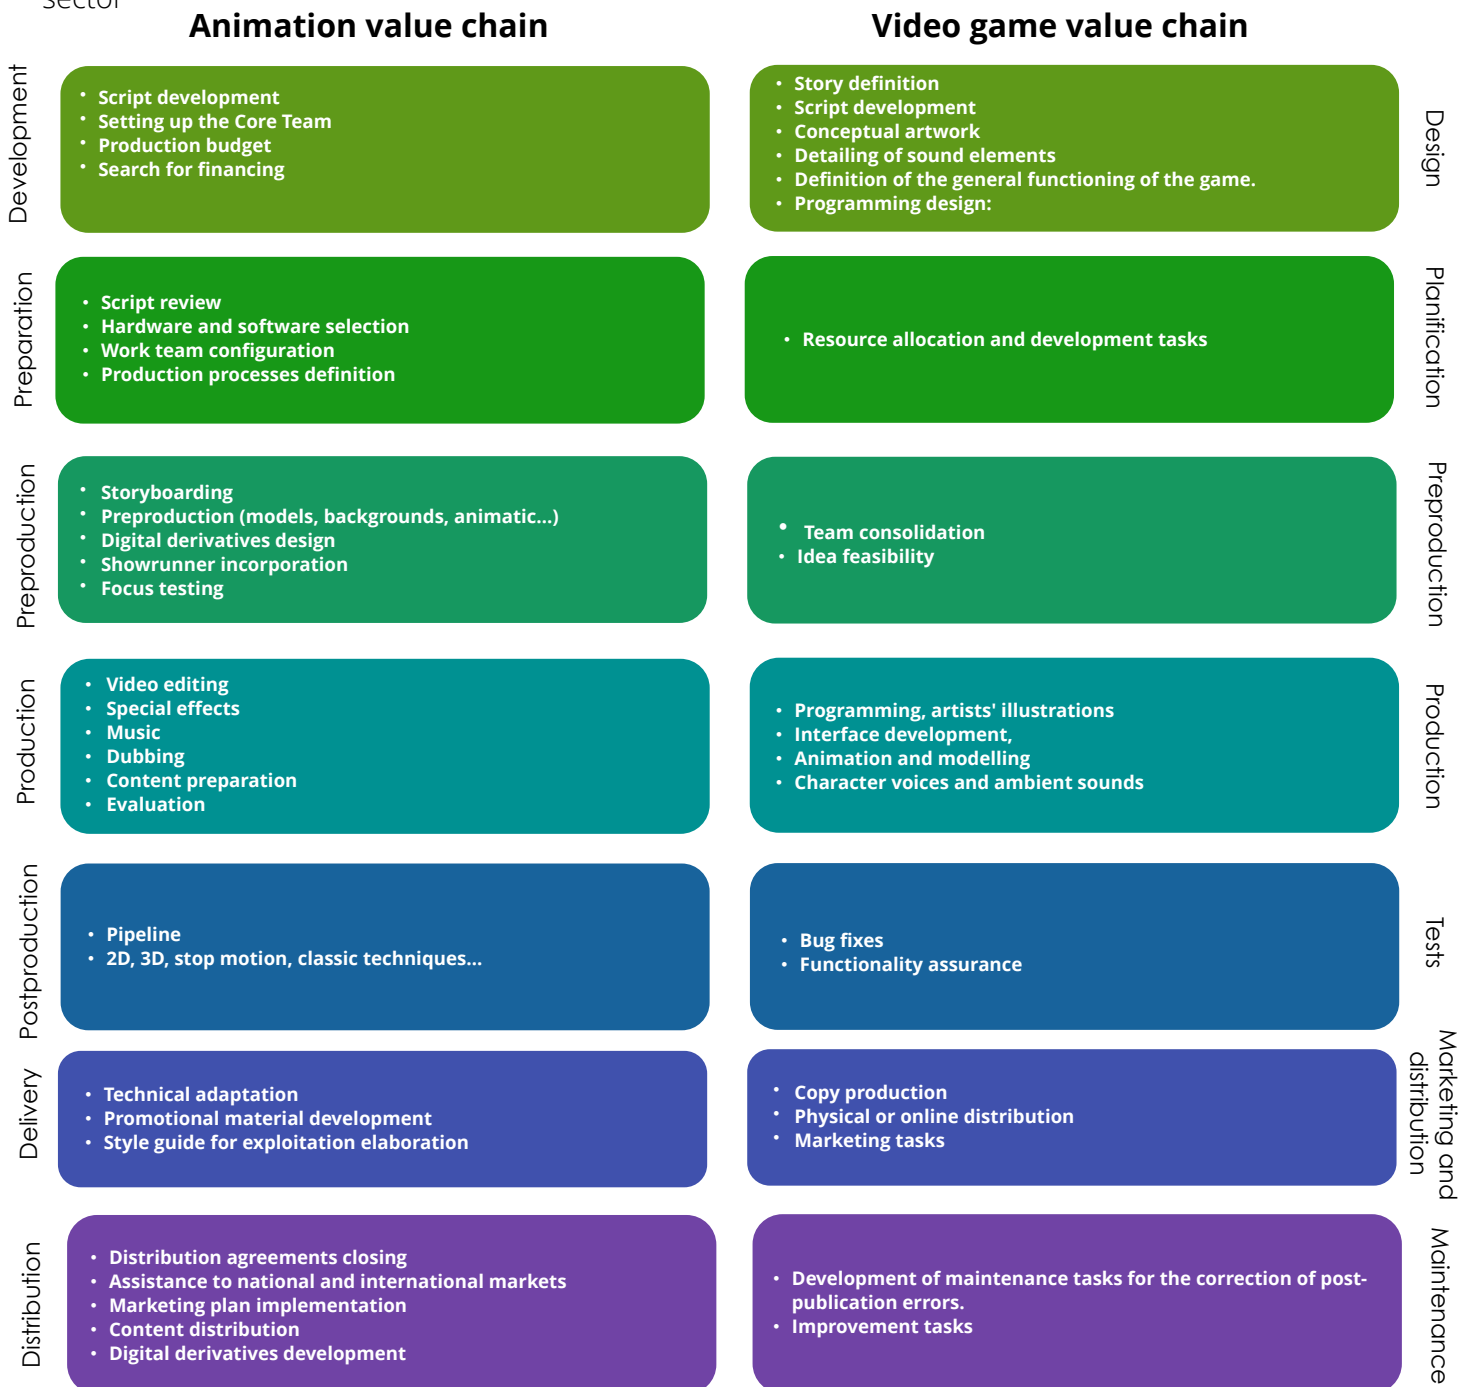 sector
Animation value chain
Video game value chain
Development
Script development
Setting up the Core Team
Production budget
Search for financing
Story definition
Script development
Conceptual artwork
Detailing of sound elements
Definition of the general functioning of the game.
Programming design:
Design
Preparation
Script review
Hardware and software selection
Work team configuration
Production processes definition
Resource allocation and development tasks
Planification
Preproduction
Storyboarding
Preproduction (models, backgrounds, animatic...)
Digital derivatives design
Showrunner incorporation
Focus testing
Team consolidation
Idea feasibility
Preproduction
Production
Video editing
Special effects
Music
Dubbing
Content preparation
Evaluation
Programming, artists' illustrations
Interface development,
Animation and modelling
Character voices and ambient sounds
Production
Postproduction
Pipeline
2D, 3D, stop motion, classic techniques...
Bug fixes
Functionality assurance
Tests
Delivery
Technical adaptation
Promotional material development
Style guide for exploitation elaboration
Copy production
Physical or online distribution
Marketing tasks
Marketing and
distribution
Distribution
Distribution agreements closing
Assistance to national and international markets
Marketing plan implementation
Content distribution
Digital derivatives development
Development of maintenance tasks for the correction of post-
publication errors.
Improvement tasks
Maintenance